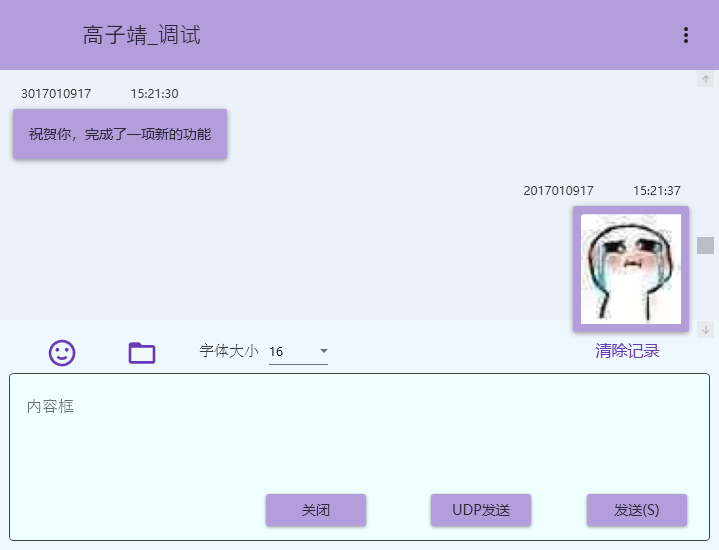 高子靖_调试
3017010917 15:21:30
祝贺你，完成了一项新的功能
2017010917 15:21:37
字体大小 16 清除记录
内容框
关闭 UDP发送 发送(S)